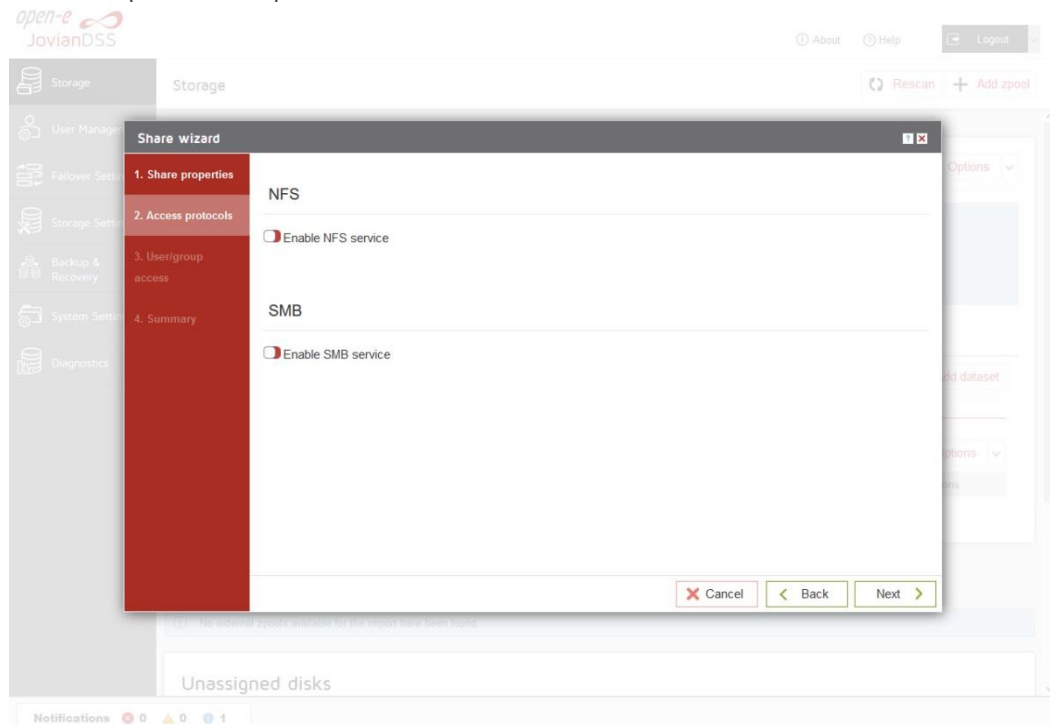 open-e
JovianDSS
About
Help
Logout
Storage
Storage
Rescan
Add zpool
User Manage
Share wizard
1. Share properties
NFS
Options
Failover Setti
2. Access protocols
Storage Settin
Enable NFS service
3. User/group
access
Backup &
Recovery
SMB
System Settin
4. Summary
Enable SMB service
Diagnostics
dd dataset
ptions
ons
Cancel
Back
Next
No external zpools available for the import have been found.
Unassigned disks
Notifications 0 0 1